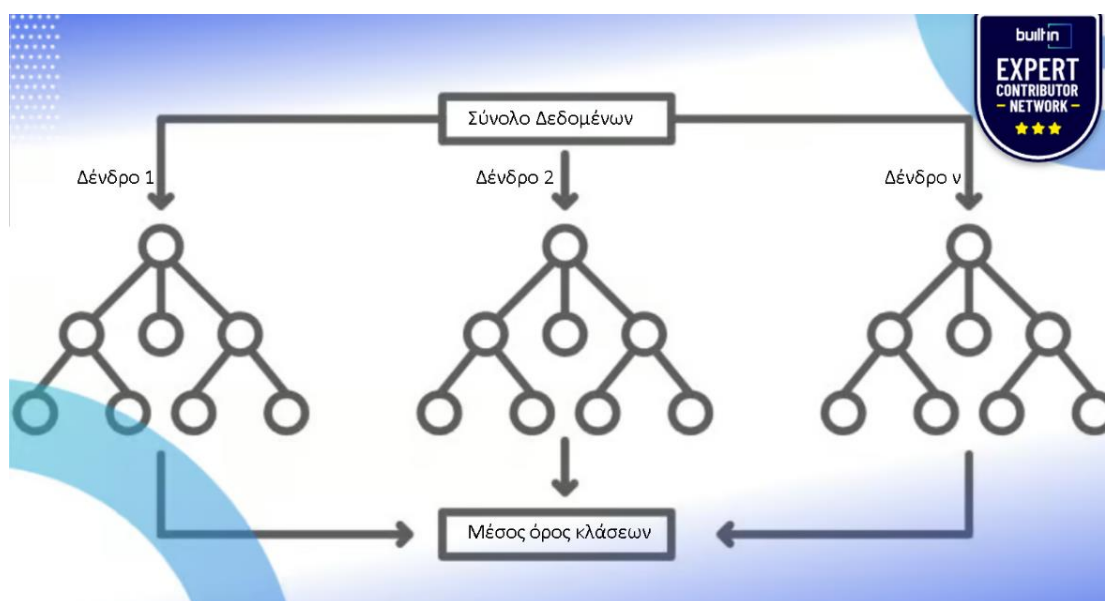 builtin
EXPERT
CONTRIBUTOR
– NETWORK –
Σύνολο Δεδομένων
Δένδρο 1
Δένδρο 2
Δένδρο ν
Μέσος όρος κλάσεων